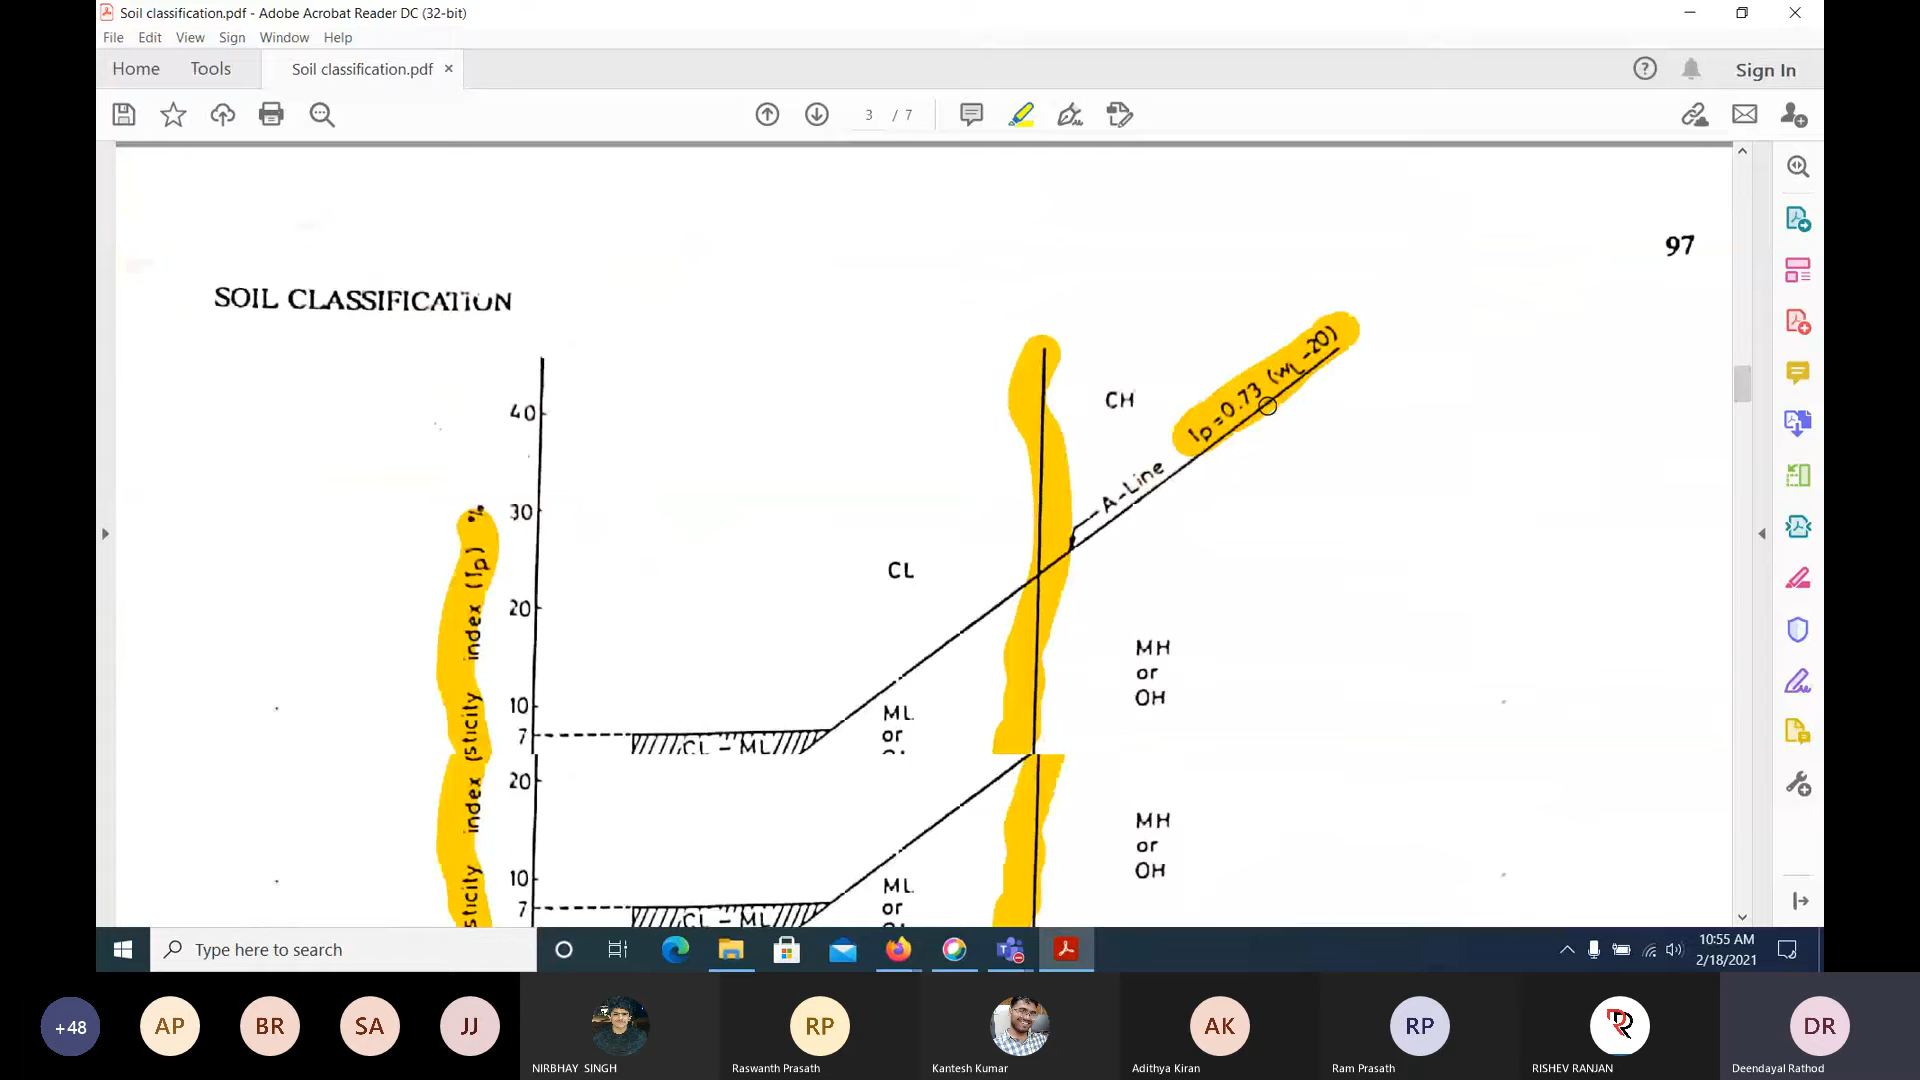 Soil classification.pdf - Adobe Acrobat Reader DC (32-bit)
File Edit View Sign Window Help
Home Tools Soil classification.pdf × Sign In
3 / 7
97
SOIL CLASSIFICATION
Ip = 0.73 (WL -20)
CH
40
A-Line
30
CL
20
MH
or
OH
10
ML
or
7
CL - ML
sticity index (Ip) %
20
MH
or
OH
10
ML
or
7
CL - ML
sticity index
Type here to search
10:55 AM
2/18/2021
+48 AP BR SA JJ RP AK RP DR
NIRBHAY SINGH Raswanth Prasath Kantesh Kumar Adithya Kiran Ram Prasath RISHEV RANJAN Deendayal Rathod